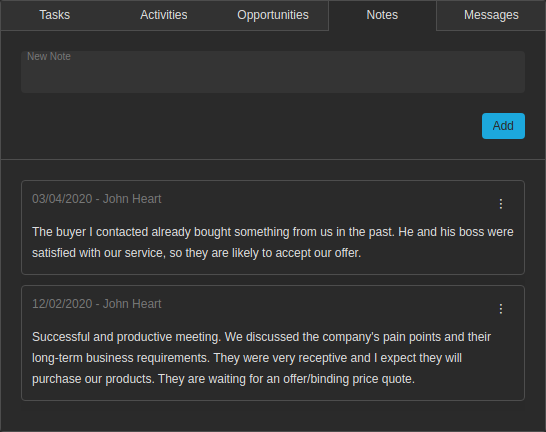 Tasks Activities Opportunities Notes Messages
New Note
Add
03/04/2020 - John Heart
The buyer I contacted already bought something from us in the past. He and his boss were
satisfied with our service, so they are likely to accept our offer.
12/02/2020 - John Heart
Successful and productive meeting. We discussed the company's pain points and their
long-term business requirements. They were very receptive and I expect they will
purchase our products. They are waiting for an offer/binding price quote.